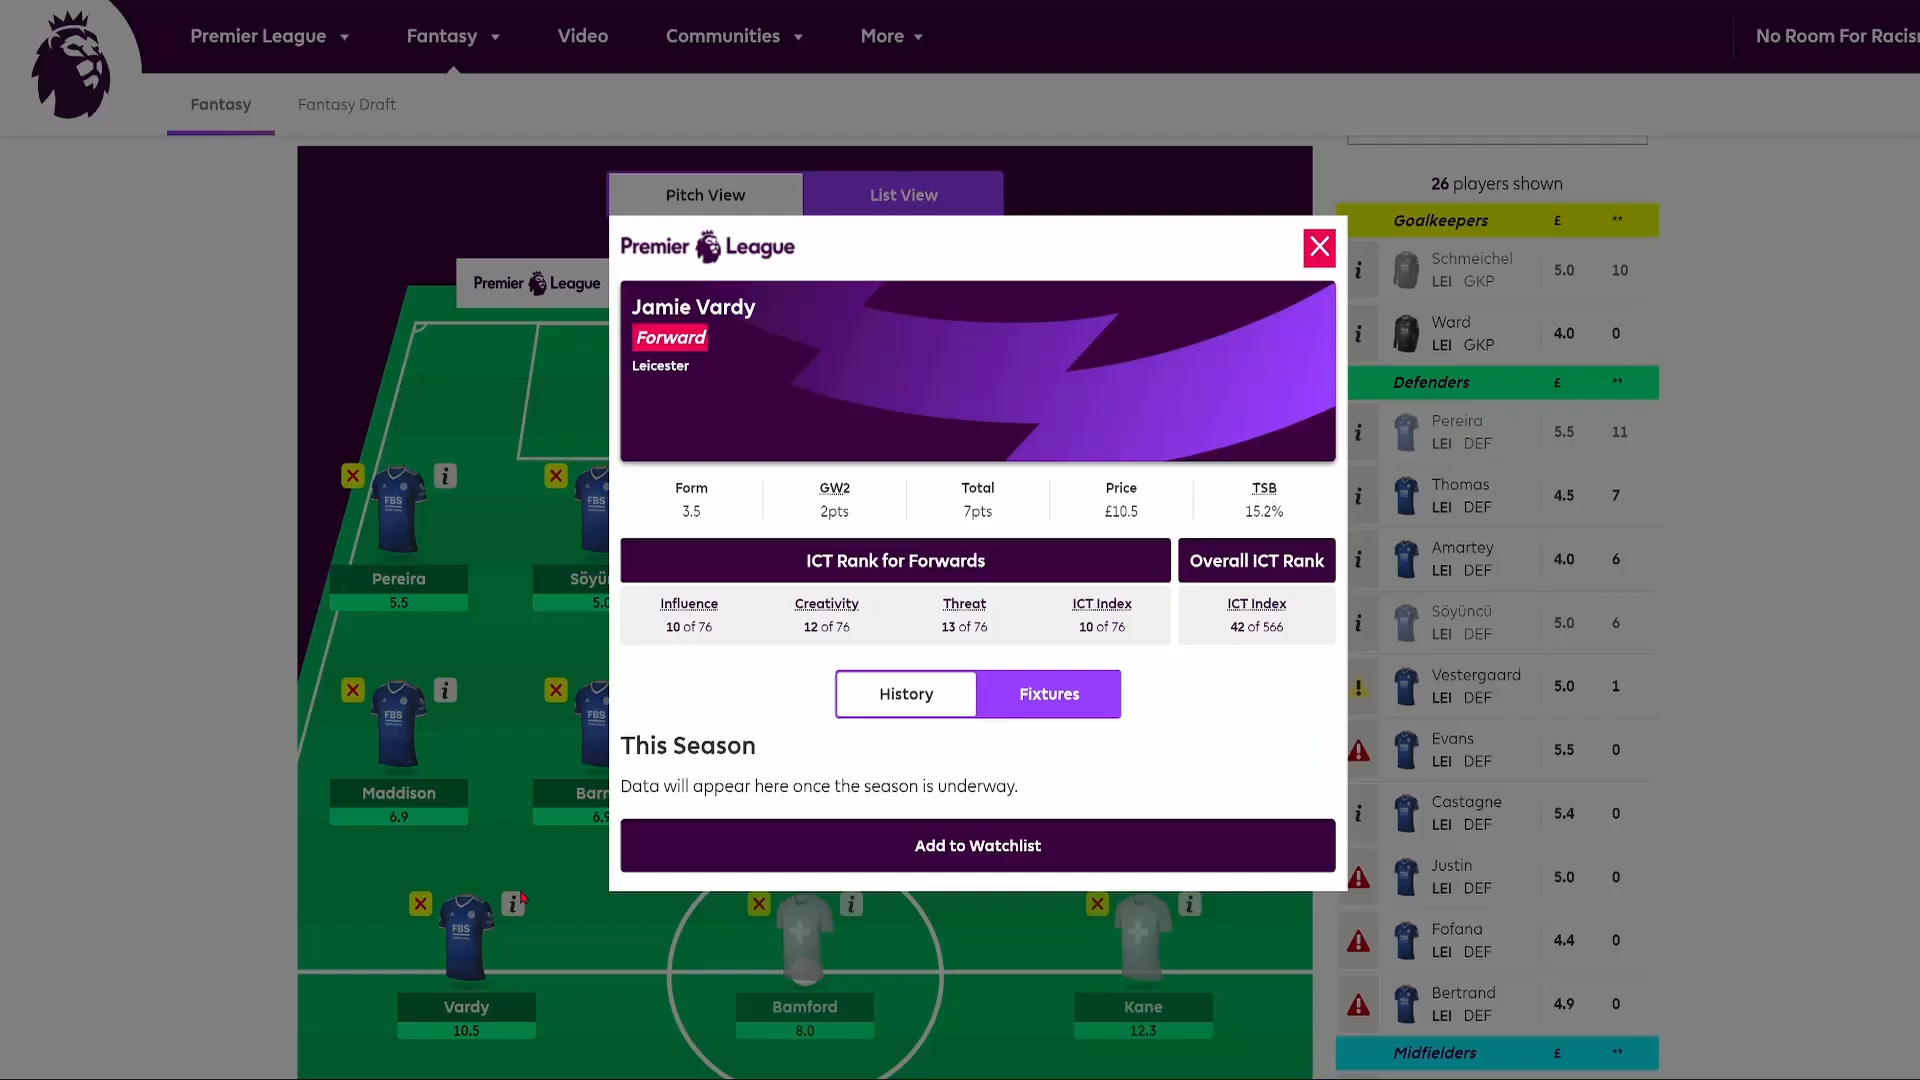 Premier League Fantasy Video Communities More No Room For Racis
Fantasy Fantasy Draft
Pitch View List View
Premier League
Pereira
5.5
Söyü
5.0
Maddison
6.9
Barn
6.9
Vardy
10.5
Bamford
8.0
Kane
12.3
Premier League
Jamie Vardy
Forward
Leicester
Form GW2 Total Price TSB
3.5 2pts 7pts £10.5 15.2%
ICT Rank for Forwards Overall ICT Rank
Influence Creativity Threat ICT Index ICT Index
10 of 76 12 of 76 13 of 76 10 of 76 42 of 566
History Fixtures
This Season
Data will appear here once the season is underway.
Add to Watchlist
26 players shown
Goalkeepers £ **
Schmeichel
LEI GKP 5.0 10
Ward
LEI GKP 4.0 0
Defenders £ **
Pereira
LEI DEF 5.5 11
Thomas
LEI DEF 4.5 7
Amartey
LEI DEF 4.0 6
Söyüncü
LEI DEF 5.0 6
Vestergaard
LEI DEF 5.0 1
Evans
LEI DEF 5.5 0
Castagne
LEI DEF 5.4 0
Justin
LEI DEF 5.0 0
Fofana
LEI DEF 4.4 0
Bertrand
LEI DEF 4.9 0
Midfielders £ **